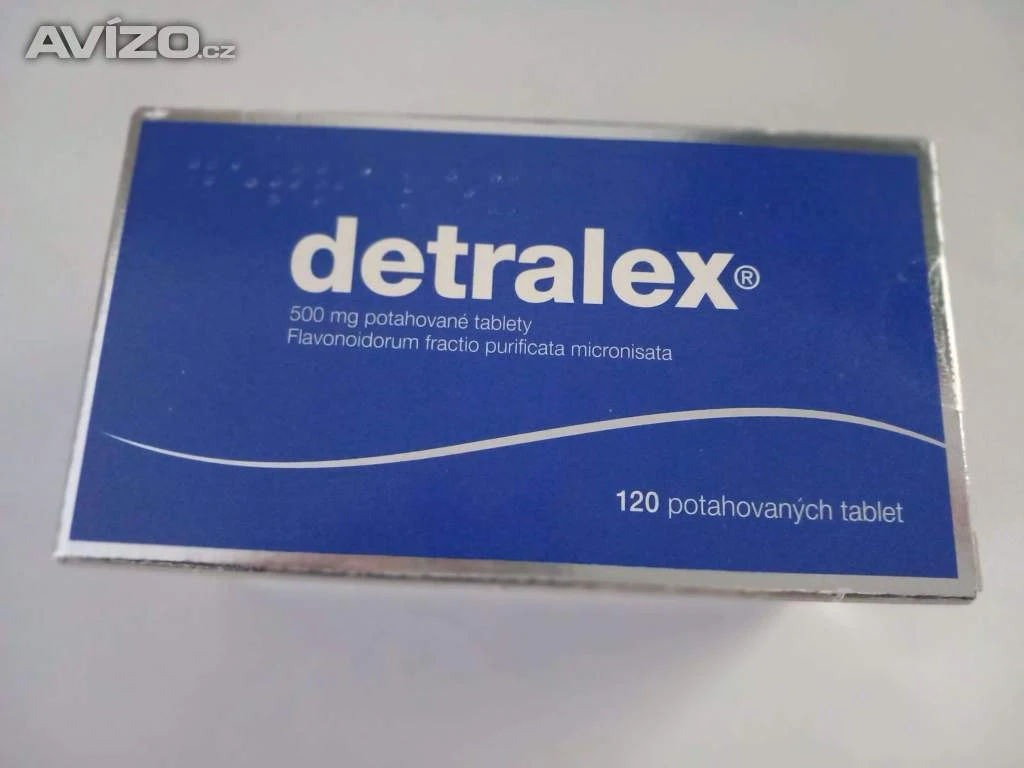 AVÍZO.cz
detralex®
500 mg potahované tablety
Flavonoidorum fractio purificata micronisata
120 potahovaných tablet